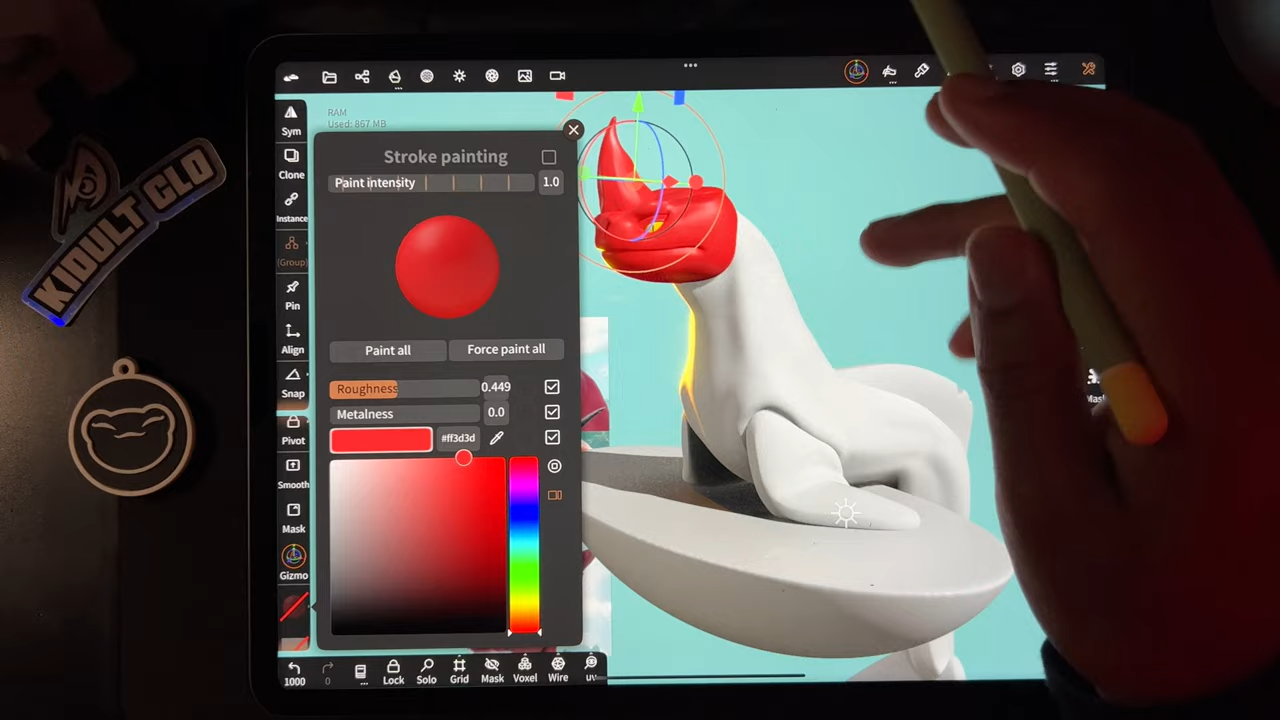 RAM
Used: 867 MB
Sym
Clone
Instance
(Group)
Pin
Align
Snap
Pivot
Smooth
Mask
Gizmo
Stroke painting
Paint intensity 1.0
Paint all Force paint all
Roughness 0.449
Metalness 0.0
#ff3d3d
1000 0 Lock Solo Grid Mask Voxel Wire uv
KIDULT CLO